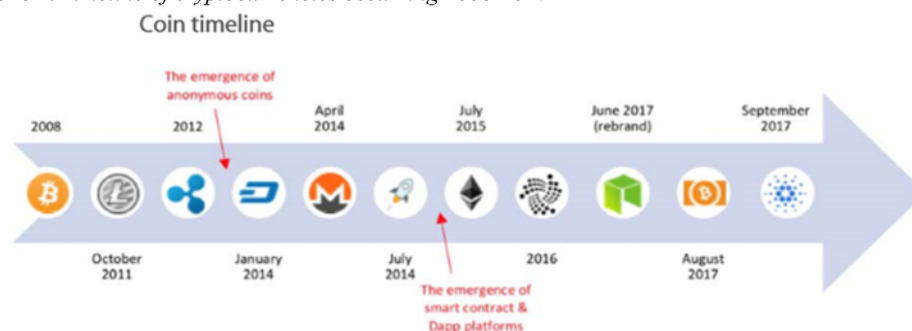 Coin timeline
The emergence of
anonymous coins
2008
2012
April
2014
July
2015
June 2017
(rebrand)
September
2017
October
2011
January
2014
July
2014
2016
August
2017
The emergence of
smart contract &
Dapp platforms